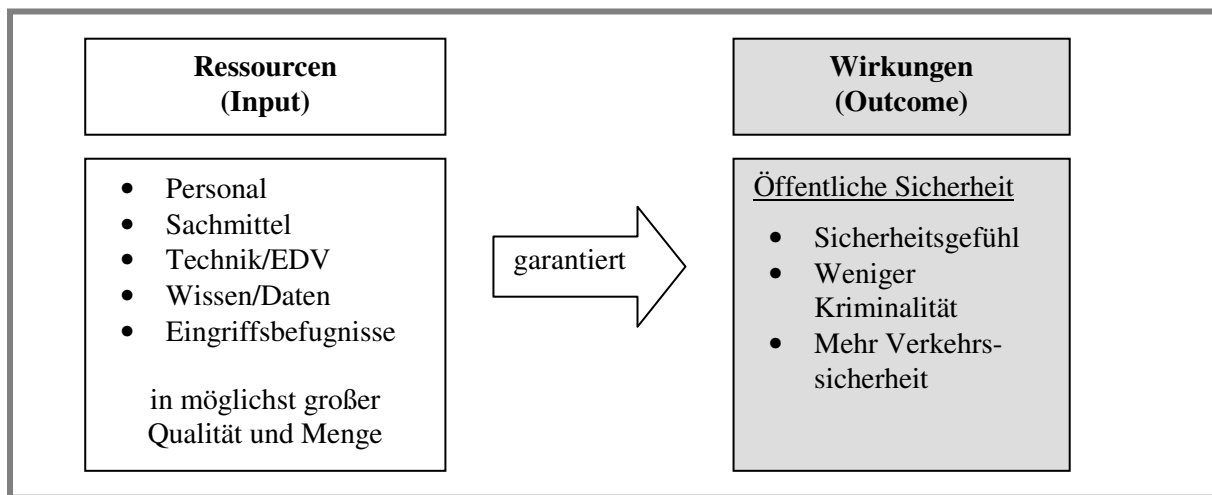 Ressourcen
(Input)
• Personal
• Sachmittel
• Technik/EDV
• Wissen/Daten
• Eingriffsbefugnisse
in möglichst großer
Qualität und Menge
garantiert
Wirkungen
(Outcome)
Öffentliche Sicherheit
• Sicherheitsgefühl
• Weniger
Kriminalität
• Mehr Verkehrs-
sicherheit